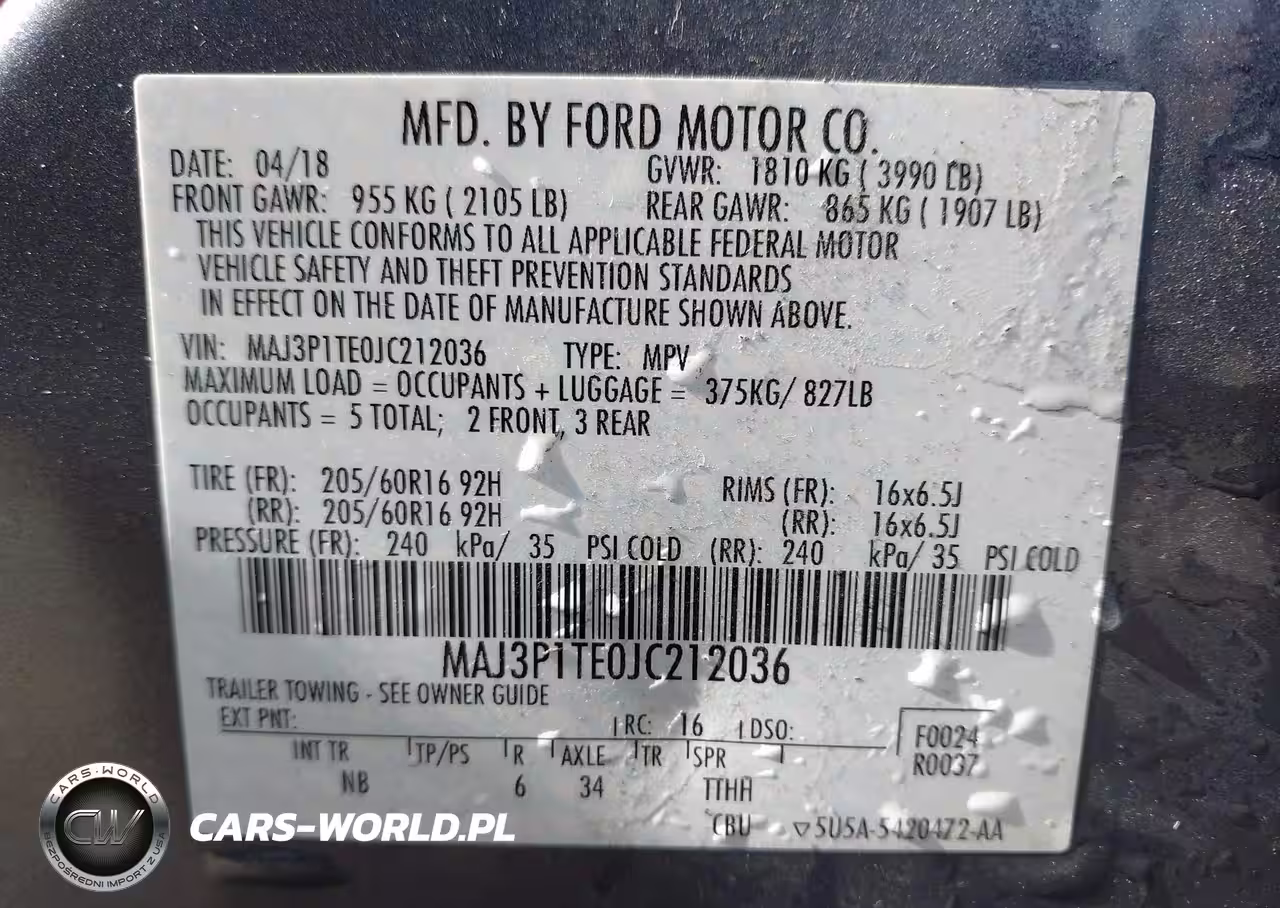 MFD. BY FORD MOTOR CO.
DATE: 04/18 GVWR: 1810 KG ( 3990 LB)
FRONT GAWR: 955 KG ( 2105 LB) REAR GAWR: 865 KG ( 1907 LB)
THIS VEHICLE CONFORMS TO ALL APPLICABLE FEDERAL MOTOR
VEHICLE SAFETY AND THEFT PREVENTION STANDARDS
IN EFFECT ON THE DATE OF MANUFACTURE SHOWN ABOVE.
VIN: MAJ3P1TE0JC212036 TYPE: MPV
MAXIMUM LOAD = OCCUPANTS + LUGGAGE = 375KG/ 827LB
OCCUPANTS = 5 TOTAL; 2 FRONT, 3 REAR
TIRE (FR): 205/60R16 92H RIMS (FR): 16x6.5J
(RR): 205/60R16 92H (RR): 16x6.5J
PRESSURE (FR): 240 kPa/ 35 PSI COLD (RR): 240 kPa/ 35 PSI COLD
MAJ3P1TE0JC212036
TRAILER TOWING - SEE OWNER GUIDE
EXT PNT: RC: 16 DSO:
F0024
R0037
INT TR TP/PS R AXLE TR SPR
NB 6 34 TTHH
CBU 5U5A-5420472-AA
CARS-WORLD
CW
BEZPOŚREDNI IMPORT Z USA
CARS-WORLD.PL